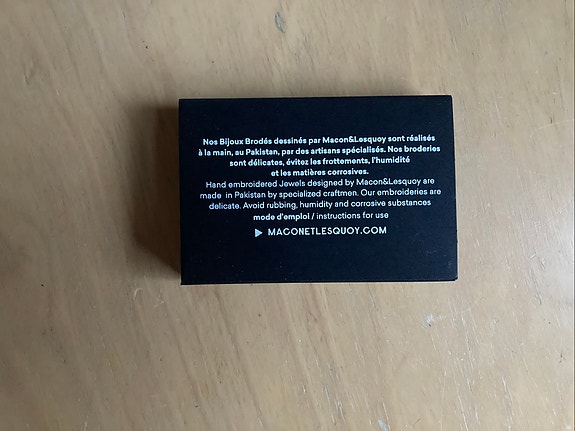 Nos Bijoux Brodés dessinés par Macon&Lesquoy sont réalisés
à la main, au Pakistan, par des artisans spécialisés. Nos broderies
sont délicates, évitez les frottements, l'humidité
et les matières corrosives.
Hand embroidered Jewels designed by Macon&Lesquoy are
made in Pakistan by specialized craftmen. Our embroideries are
delicate. Avoid rubbing, humidity and corrosive substances
mode d'emploi / instructions for use
▶ MACONETLESQUOY.COM